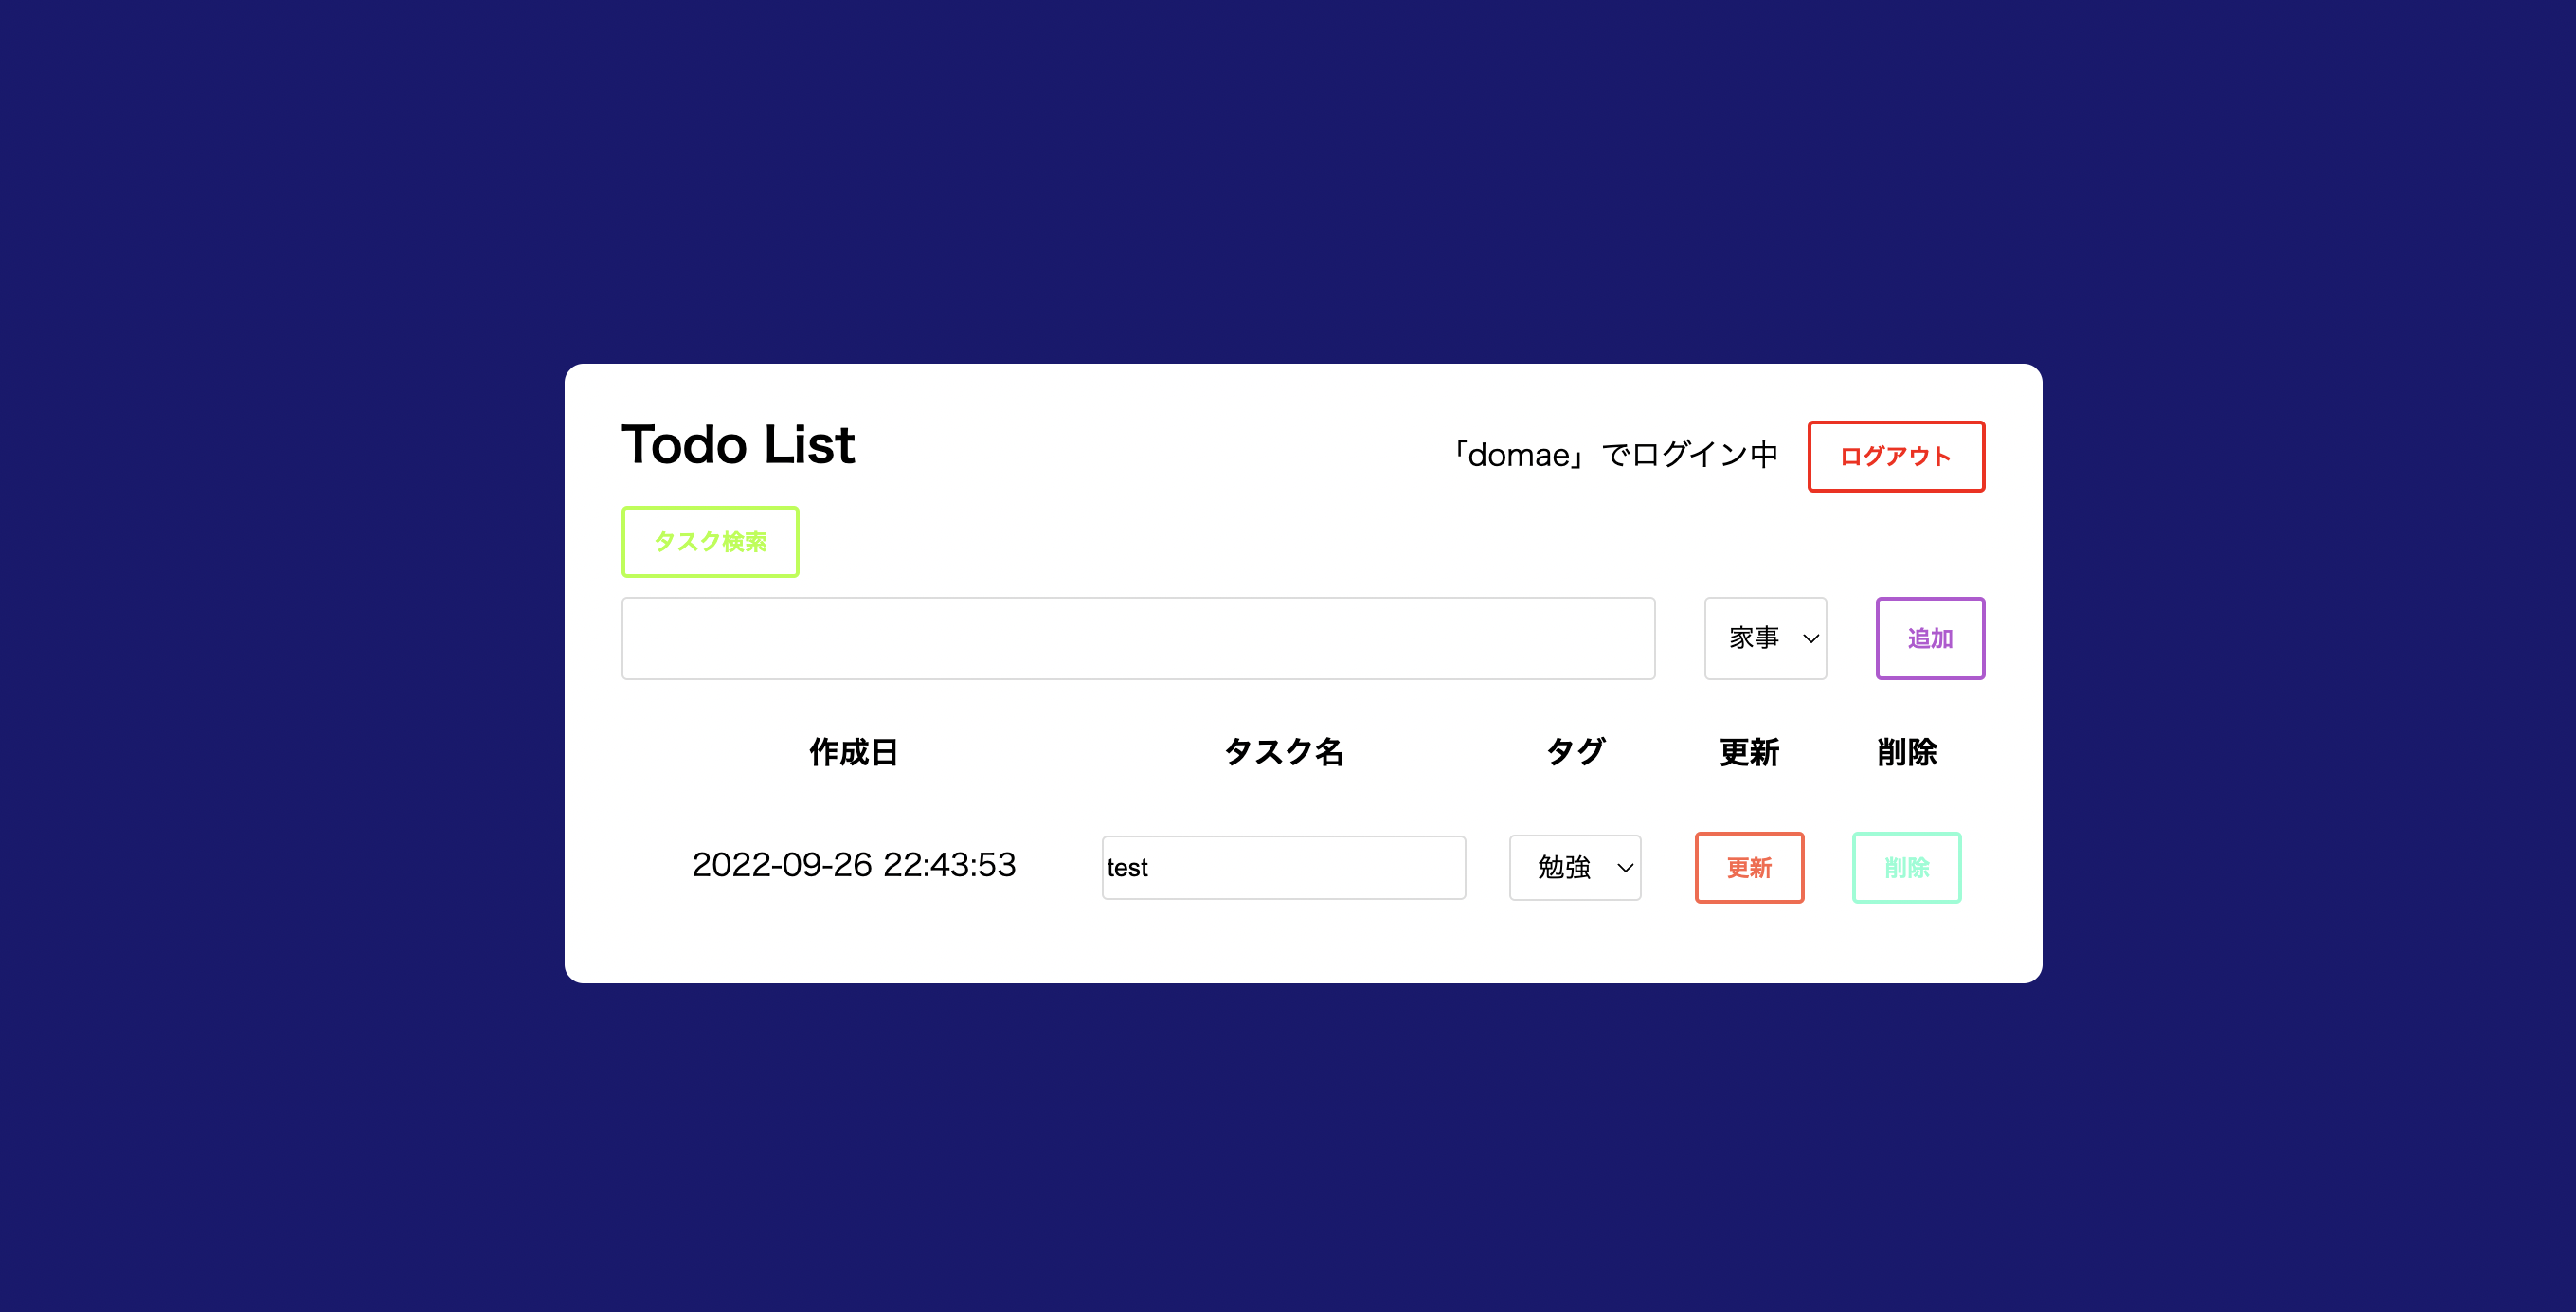 Todo List
「domae」でログイン中 ログアウト
タスク検索
家事 追加
作成日 タスク名 タグ 更新 削除
2022-09-26 22:43:53 test 勉強 更新 削除